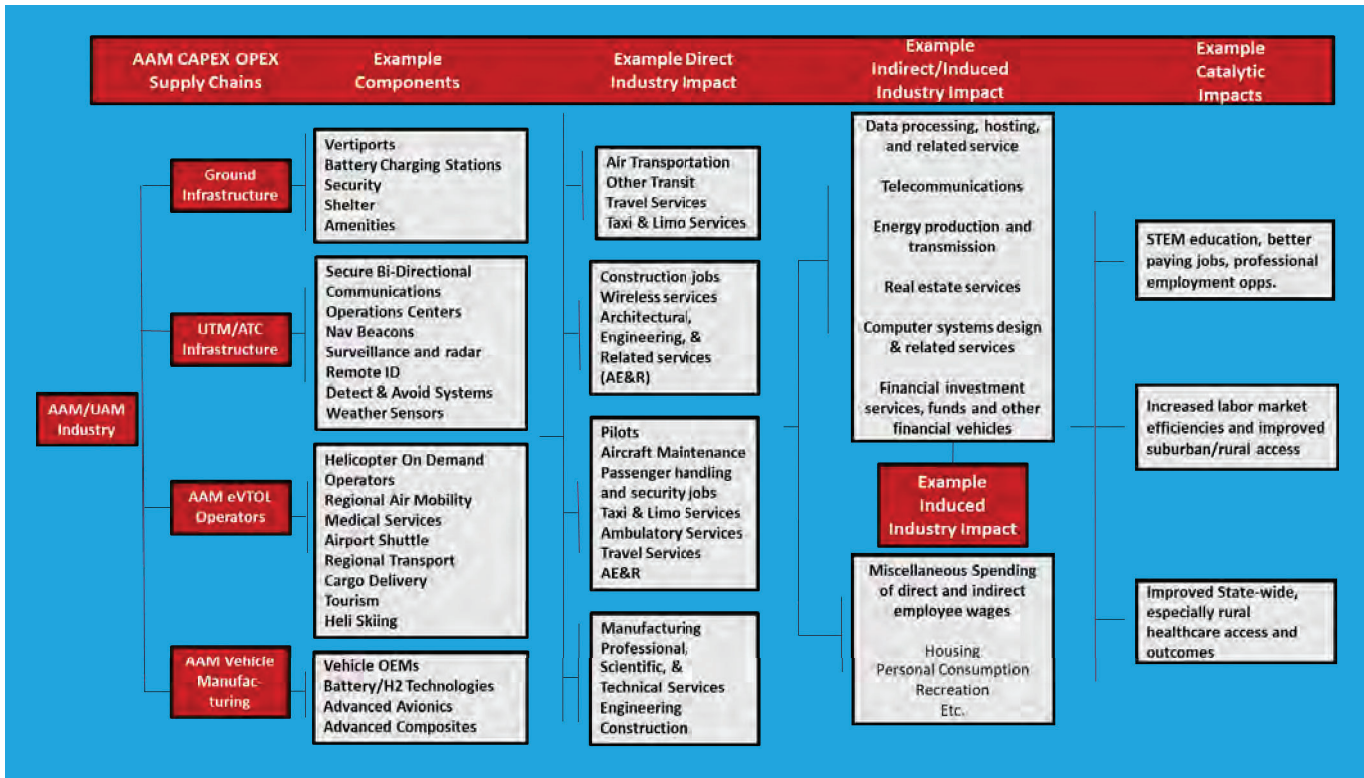 AAM CAPEX OPEX
Supply Chains
Example
Components
Example Direct
Industry Impact
Example
Indirect/Induced
Industry Impact
Example
Catalytic
Impacts
AAM/UAM
Industry
Ground
Infrastructure
UTM/ATC
Infrastructure
AAM eVTOL
Operators
AAM Vehicle
Manufac-
turing
Vertiports
Battery Charging Stations
Security
Shelter
Amenities
Secure Bi-Directional
Communications
Operations Centers
Nav Beacons
Surveillance and radar
Remote ID
Detect & Avoid Systems
Weather Sensors
Helicopter On Demand
Operators
Regional Air Mobility
Medical Services
Airport Shuttle
Regional Transport
Cargo Delivery
Tourism
Heli Skiing
Vehicle OEMs
Battery/H2 Technologies
Advanced Avionics
Advanced Composites
Air Transportation
Other Transit
Travel Services
Taxi & Limo Services
Construction jobs
Wireless services
Architectural,
Engineering, &
Related services
(AE&R)
Pilots
Aircraft Maintenance
Passenger handling
and security jobs
Taxi & Limo Services
Ambulatory Services
Travel Services
AE&R
Manufacturing
Professional,
Scientific, &
Technical Services
Engineering
Construction
Data processing, hosting,
and related service
Telecommunications
Energy production and
transmission
Real estate services
Computer systems design
& related services
Financial investment
services, funds and other
financial vehicles
Example
Induced
Industry Impact
Miscellaneous Spending
of direct and indirect
employee wages
Housing
Personal Consumption
Recreation
Etc.
STEM education, better
paying jobs, professional
employment opps.
Increased labor market
efficiencies and improved
suburban/rural access
Improved State-wide,
especially rural
healthcare access and
outcomes